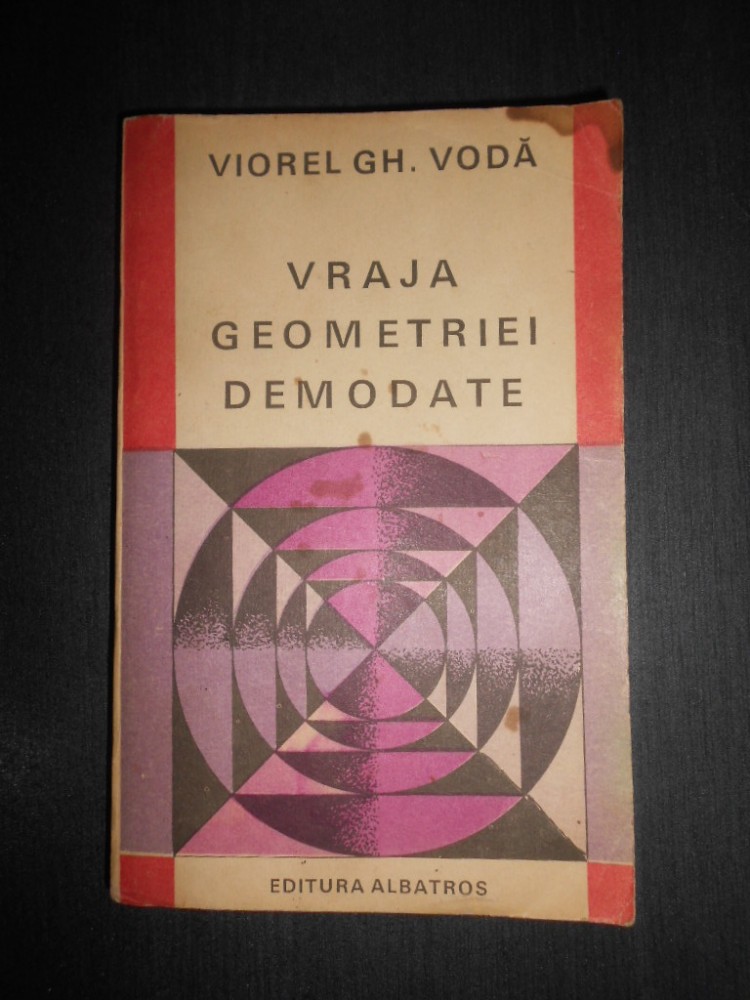 VIOREL GH. VODĂ
VRAJA
GEOMETRIEI
DEMODATE
EDITURA ALBATROS